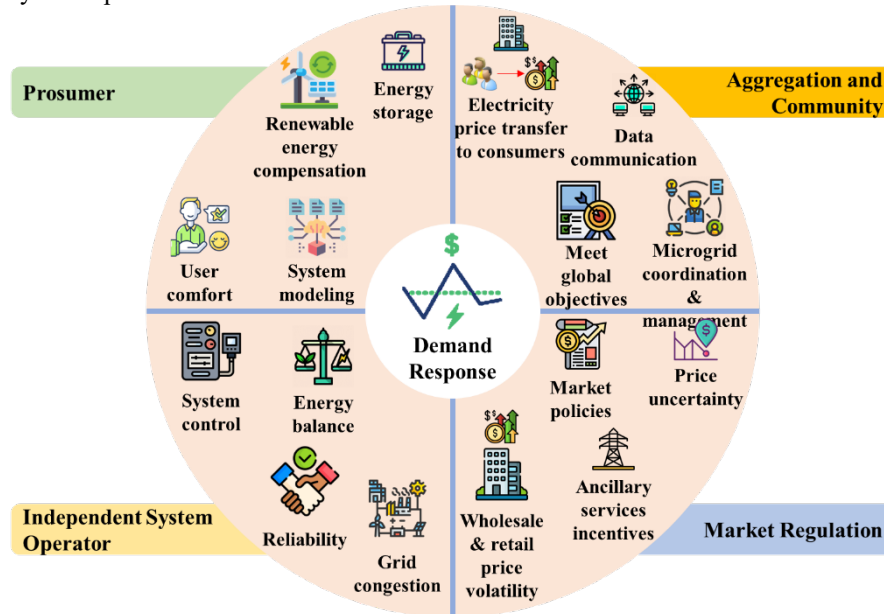 Prosumer
Energy
storage
Renewable
energy
compensation
User
comfort
System
modeling
Aggregation and
Community
$$
Electricity
price transfer
to consumers
Data
communication
Meet
global
objectives
Microgrid
coordination
&
management
$
Demand
Response
System
control
Energy
balance
Reliability
Grid
congestion
Independent System
Operator
$
Market
policies
$
Price
uncertainty
$$
$
Wholesale
& retail
price
volatility
Ancillary
services
incentives
Market Regulation